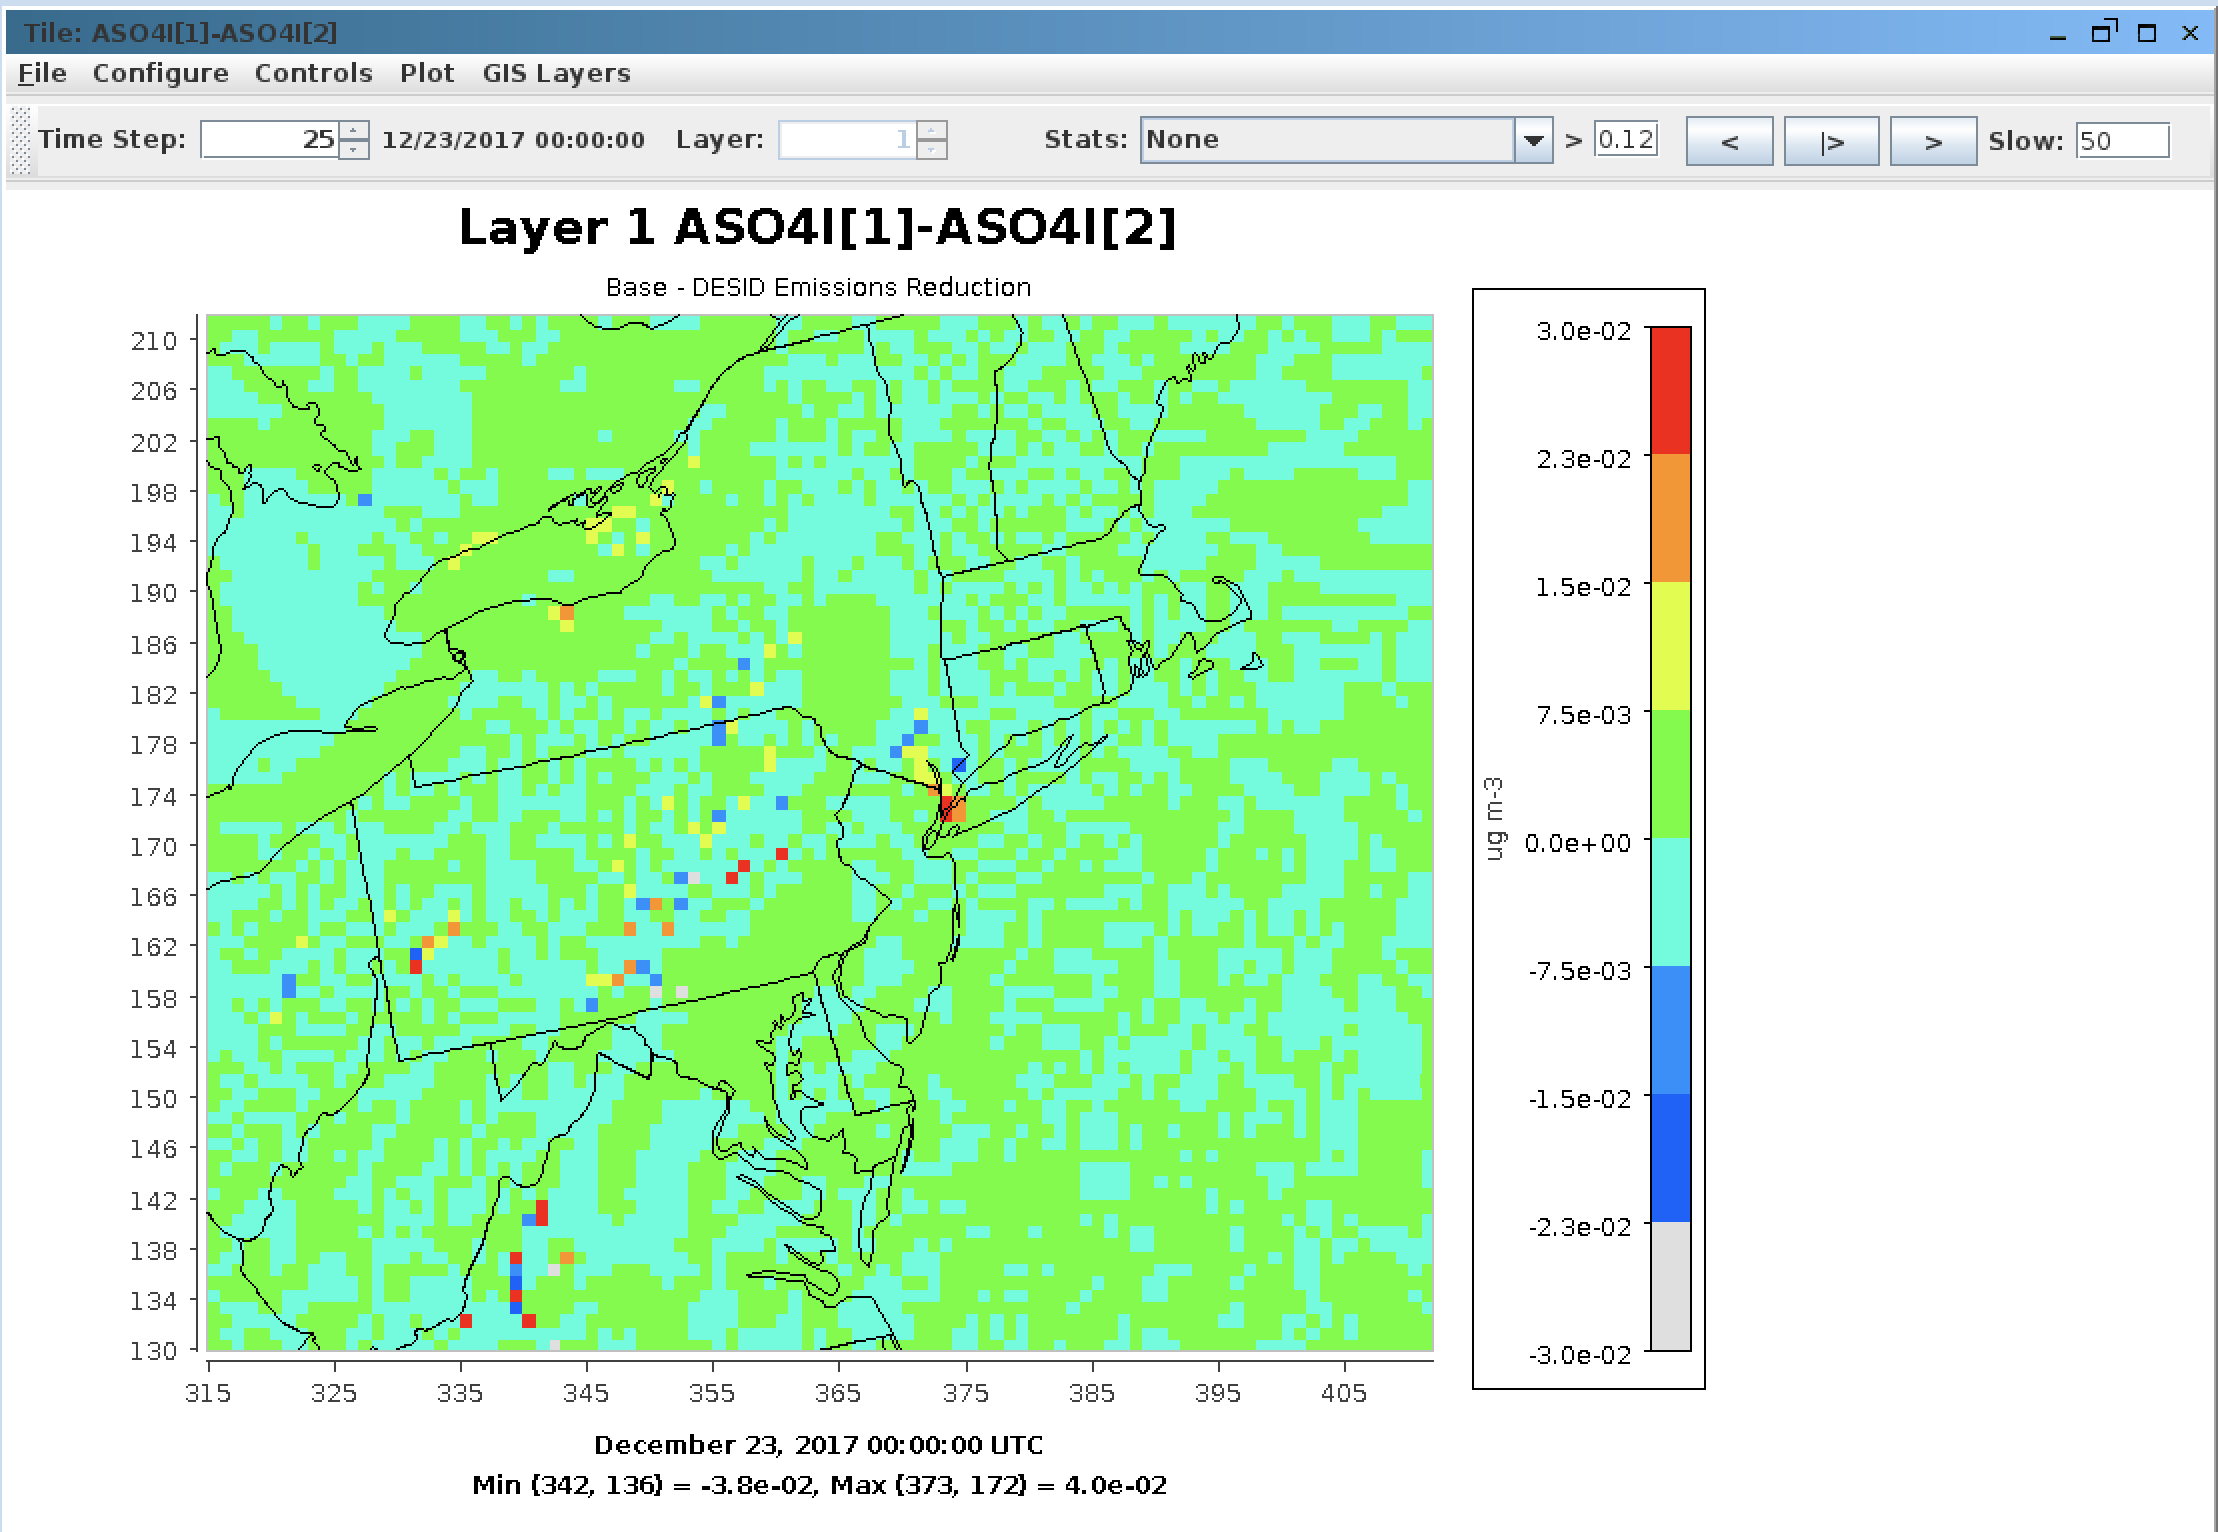 Tile: ASO4I[1]-ASO4I[2]
File Configure Controls Plot GIS Layers
Time Step: 25 12/23/2017 00:00:00 Layer: 1 Stats: None > 0.12 < |> > Slow: 50
Layer 1 ASO4I[1]-ASO4I[2]
Base - DESID Emissions Reduction
210
206
202
198
194
190
186
182
178
174
170
166
162
158
154
150
146
142
138
134
130
315 325 335 345 355 365 375 385 395 405
3.0e-02
2.3e-02
1.5e-02
7.5e-03
0.0e+00
-7.5e-03
-1.5e-02
-2.3e-02
-3.0e-02
ug m-3
December 23, 2017 00:00:00 UTC
Min (342, 136) = -3.8e-02, Max (373, 172) = 4.0e-02